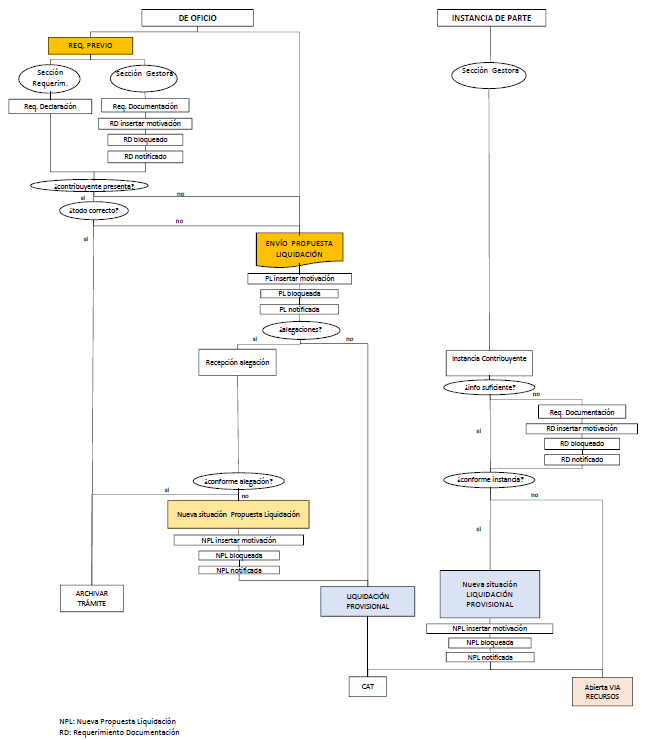 DE OFICIO
INSTANCIA DE PARTE
REQ. PREVIO
Sección
Requerim.
Sección Gestora
Sección Gestora
Req. Declaración
Req. Documentación
RD insertar motivación
RD bloqueado
RD notificado
¿contribuyente presenta?
no
si
¿todo correcto?
no
si
ENVÍO PROPUESTA
LIQUIDACIÓN
PL insertar motivación
PL bloqueada
PL notificada
¿alegaciones?
si
no
Recepción alegación
Instancia Contribuyente
¿info suficiente?
no
Req. Documentación
RD insertar motivación
si
RD bloqueado
RD notificado
¿conforme alegación?
¿conforme instancia?
si
no
no
Nueva situación Propuesta Liquidación
si
NPL insertar motivación
NPL bloqueada
NPL notificada
ARCHIVAR
TRÁMITE
LIQUIDACIÓN
PROVISIONAL
Nueva situación
LIQUIDACIÓN
PROVISIONAL
NPL insertar motivación
NPL bloqueada
NPL notificada
CAT
Abierta VIA
RECURSOS
NPL: Nueva Propuesta Liquidación
RD: Requerimiento Documentación